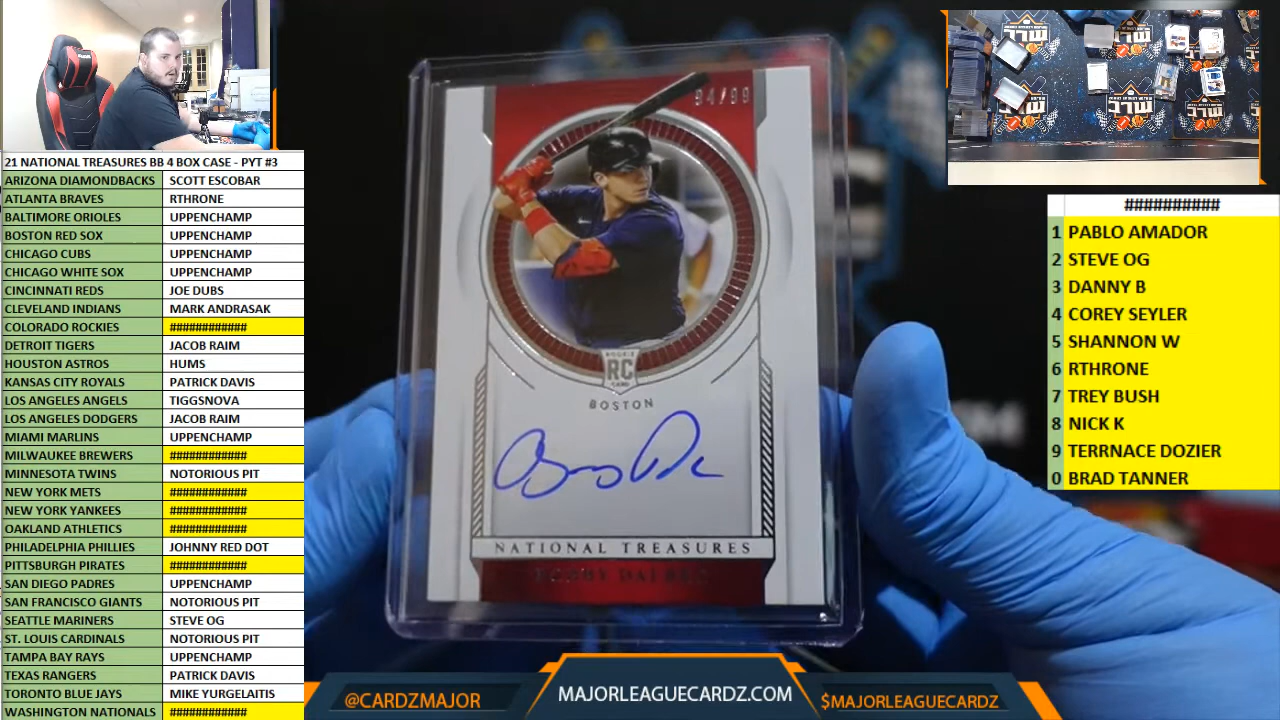 21 NATIONAL TREASURES BB 4 BOX CASE - PYT #3
ARIZONA DIAMONDBACKS SCOTT ESCOBAR
ATLANTA BRAVES RTHRONE
BALTIMORE ORIOLES UPPENCHAMP
BOSTON RED SOX UPPENCHAMP
CHICAGO CUBS UPPENCHAMP
CHICAGO WHITE SOX UPPENCHAMP
CINCINNATI REDS JOE DUBS
CLEVELAND INDIANS MARK ANDRASAK
COLORADO ROCKIES ############
DETROIT TIGERS JACOB RAIM
HOUSTON ASTROS HUMS
KANSAS CITY ROYALS PATRICK DAVIS
LOS ANGELES ANGELS TIGGSNOVA
LOS ANGELES DODGERS JACOB RAIM
MIAMI MARLINS UPPENCHAMP
MILWAUKEE BREWERS ############
MINNESOTA TWINS NOTORIOUS PIT
NEW YORK METS ############
NEW YORK YANKEES ############
OAKLAND ATHLETICS ############
PHILADELPHIA PHILLIES JOHNNY RED DOT
PITTSBURGH PIRATES ############
SAN DIEGO PADRES UPPENCHAMP
SAN FRANCISCO GIANTS NOTORIOUS PIT
SEATTLE MARINERS STEVE OG
ST. LOUIS CARDINALS NOTORIOUS PIT
TAMPA BAY RAYS UPPENCHAMP
TEXAS RANGERS PATRICK DAVIS
TORONTO BLUE JAYS MIKE YURGELAITIS
WASHINGTON NATIONALS ############
94/99
ROOKIE
RC
CARD
BOSTON
NATIONAL TREASURES
BOBBY DALBEC
##########
1 PABLO AMADOR
2 STEVE OG
3 DANNY B
4 COREY SEYLER
5 SHANNON W
6 RTHRONE
7 TREY BUSH
8 NICK K
9 TERRNACE DOZIER
0 BRAD TANNER
@CARDZMAJOR
MAJORLEAGUECARDZ.COM
$MAJORLEAGUECARDZ